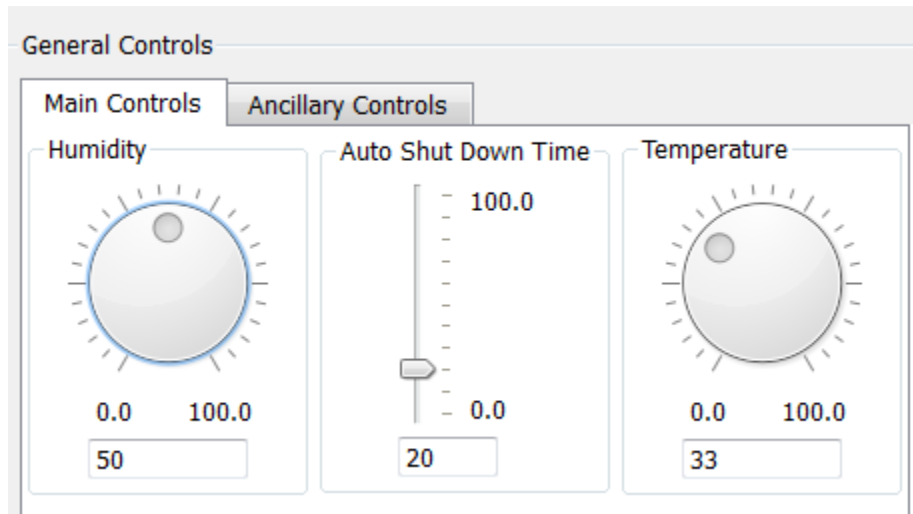 General Controls
Main Controls
Ancillary Controls
Humidity
0.0 100.0
50
Auto Shut Down Time
100.0
0.0
20
Temperature
0.0 100.0
33